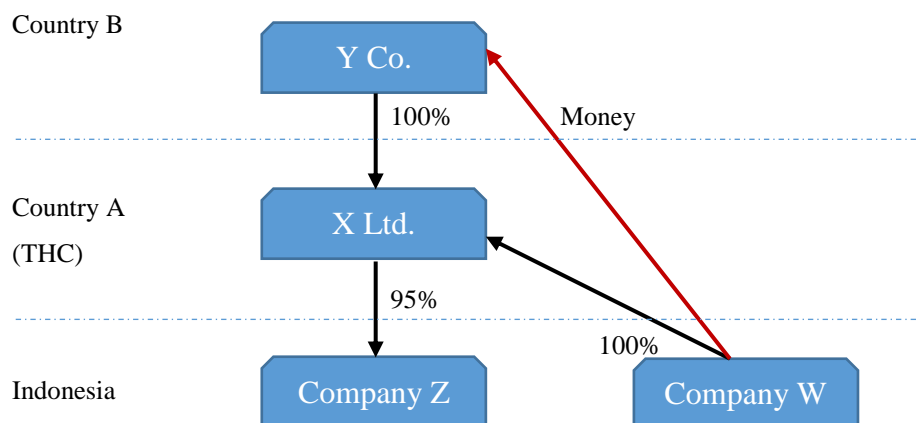 Country B
Y Co.
100%
Money
Country A
(THC)
X Ltd.
95%
100%
Indonesia
Company Z
Company W